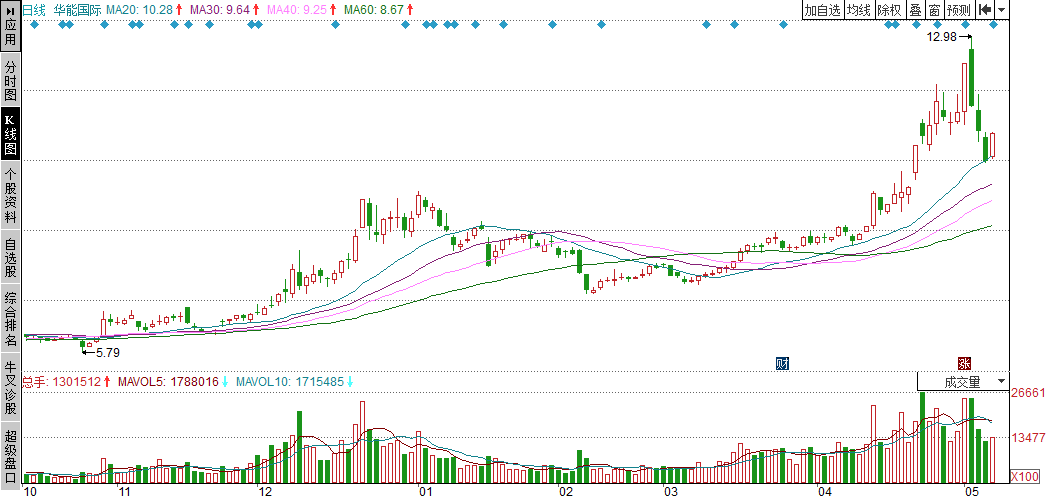 日线 华能国际 MA20: 10.28 MA30: 9.64 MA40: 9.25 MA60: 8.67
加自选 均线 除权 叠 窗 预测
应用
分时图
K线图
个股资料
自选股
综合排名
牛叉诊股
超级盘口
12.98
5.79
财
涨
总手: 1301512 MAVOL5: 1788016 MAVOL10: 1715485
成交量
26661
13477
X100
10 11 12 01 02 03 04 05